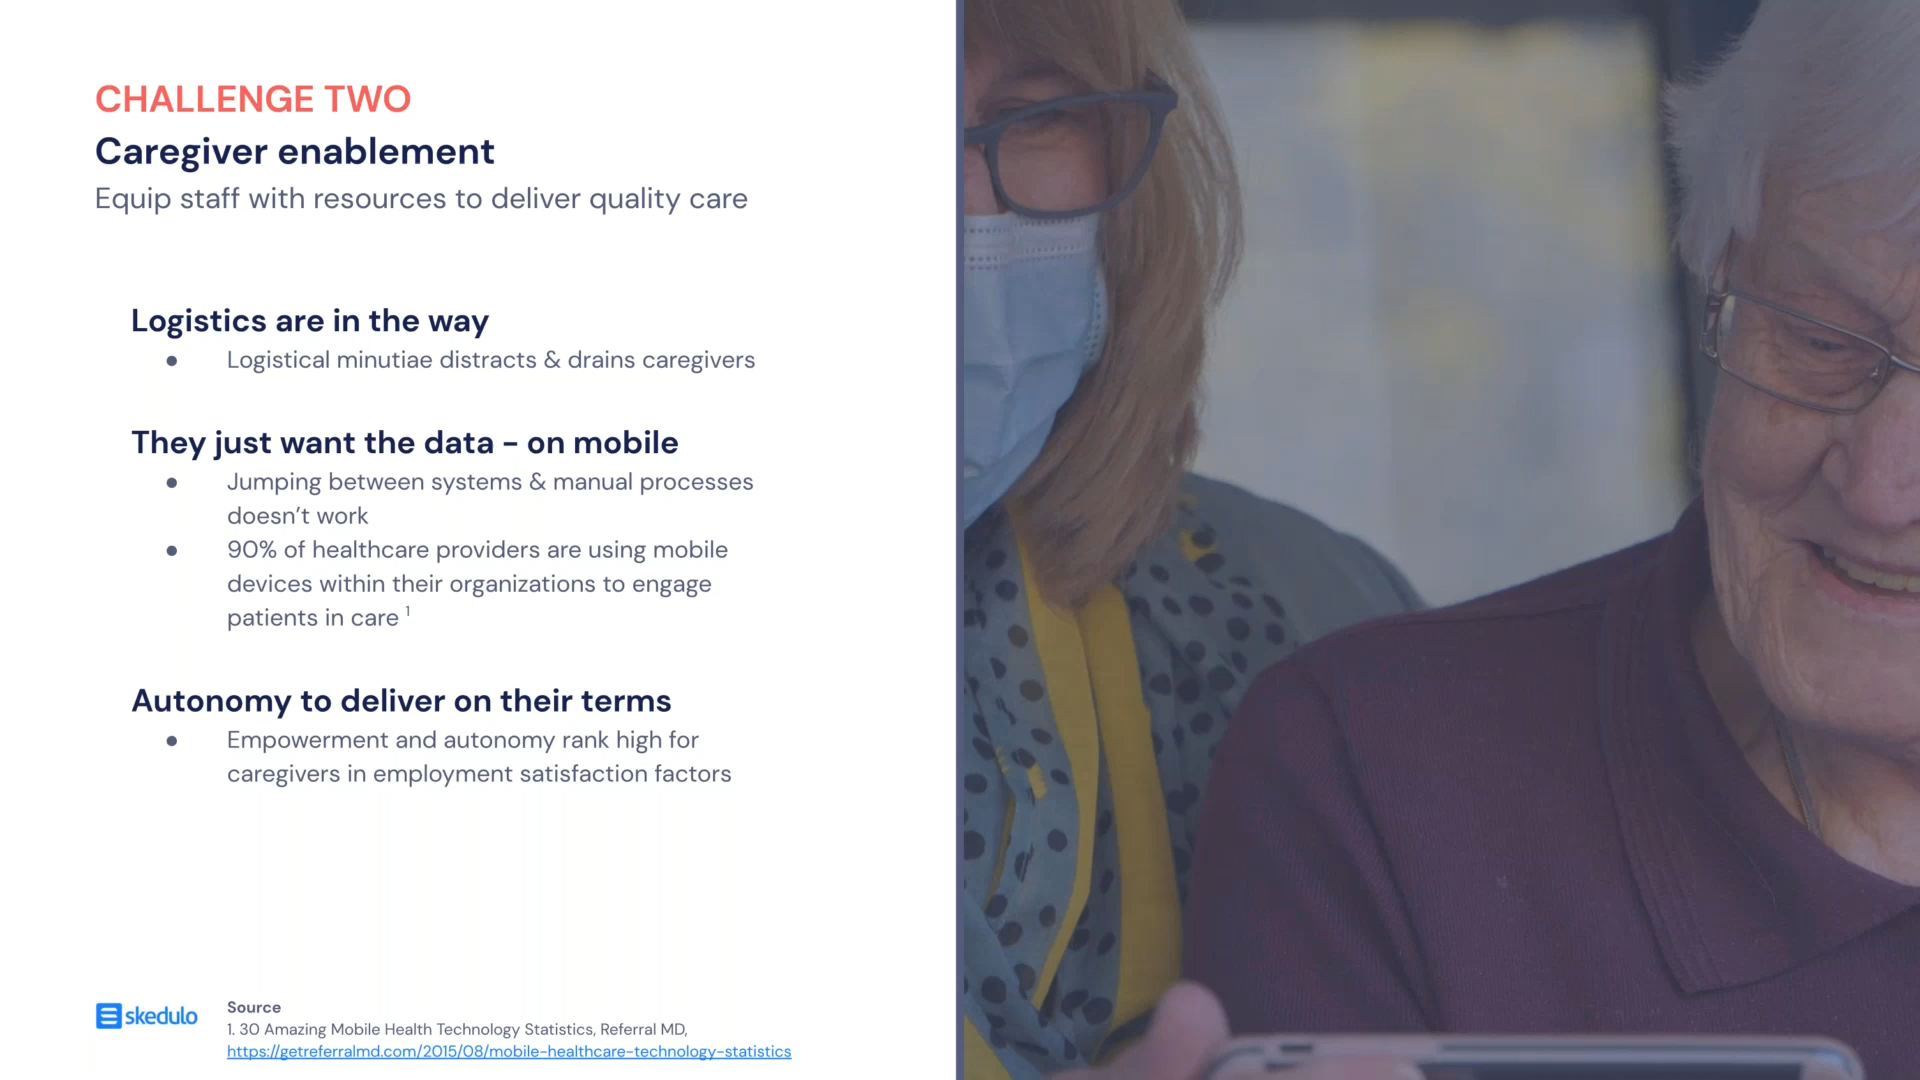 CHALLENGE TWO
Caregiver enablement
Equip staff with resources to deliver quality care
Logistics are in the way
● Logistical minutiae distracts & drains caregivers
They just want the data – on mobile
● Jumping between systems & manual processes
doesn’t work
● 90% of healthcare providers are using mobile
devices within their organizations to engage
patients in care ¹
Autonomy to deliver on their terms
● Empowerment and autonomy rank high for
caregivers in employment satisfaction factors
skedulo
Source
1. 30 Amazing Mobile Health Technology Statistics, Referral MD,
https://getreferralmd.com/2015/08/mobile-healthcare-technology-statistics